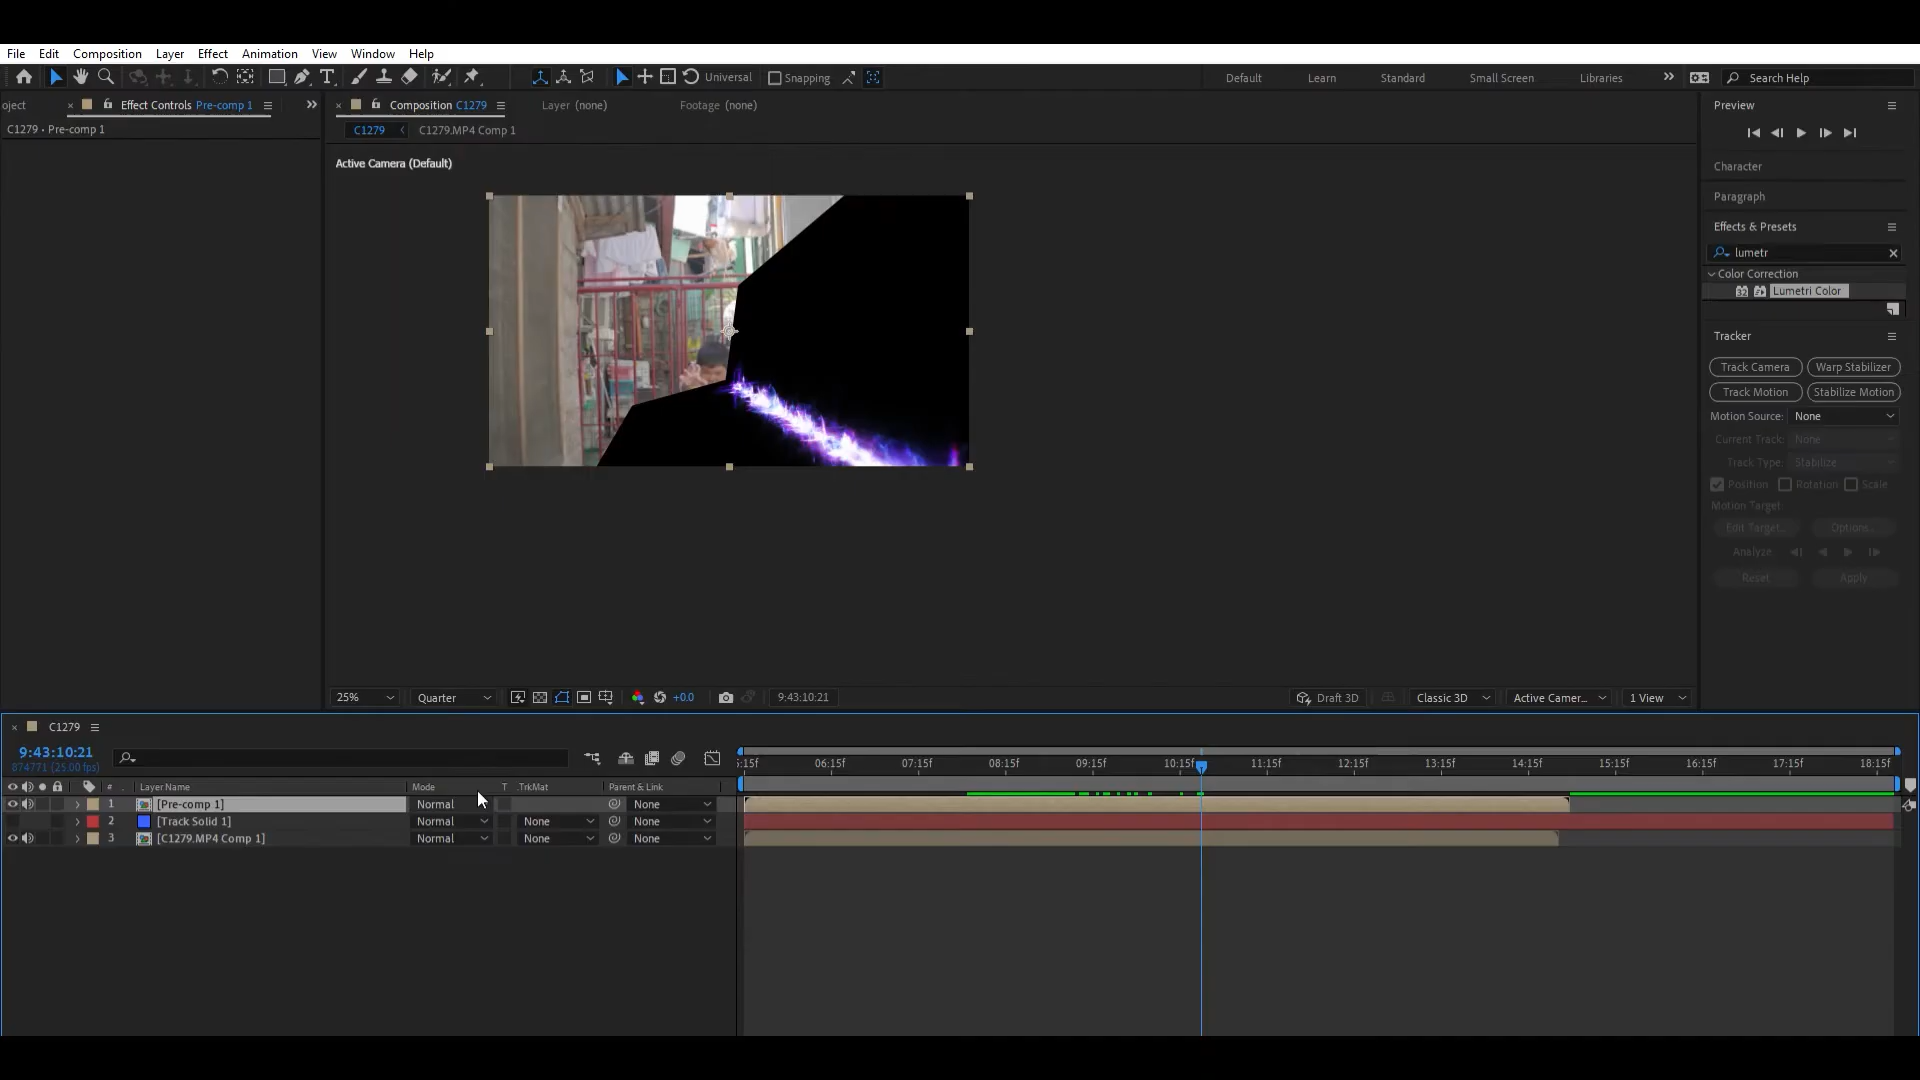 File Edit Composition Layer Effect Animation View Window Help
Universal Snapping Default Learn Standard Small Screen Libraries Search Help
oject Effect Controls Pre-comp 1 Composition C1279 Layer (none) Footage (none) Preview
C1279 • Pre-comp 1 C1279 C1279.MP4 Comp 1
Active Camera (Default)
Character
Paragraph
Effects & Presets
lumetr
Color Correction
32 Lumetri Color
Tracker
Track Camera Warp Stabilizer
Track Motion Stabilize Motion
Motion Source: None
Current Track: None
Track Type: Stabilize
Position Rotation Scale
Motion Target
Edit Target... Options...
Analyze:
Reset Apply
25% Quarter +0.0 9:43:10:21 Draft 3D Classic 3D Active Camer... 1 View
C1279
9:43:10:21
874771 (25.00 fps)
5:15f 06:15f 07:15f 08:15f 09:15f 10:15f 11:15f 12:15f 13:15f 14:15f 15:15f 16:15f 17:15f 18:15f
# Layer Name Mode T .TrkMat Parent & Link
1 [Pre-comp 1] Normal None
2 [Track Solid 1] Normal None None
3 [C1279.MP4 Comp 1] Normal None None